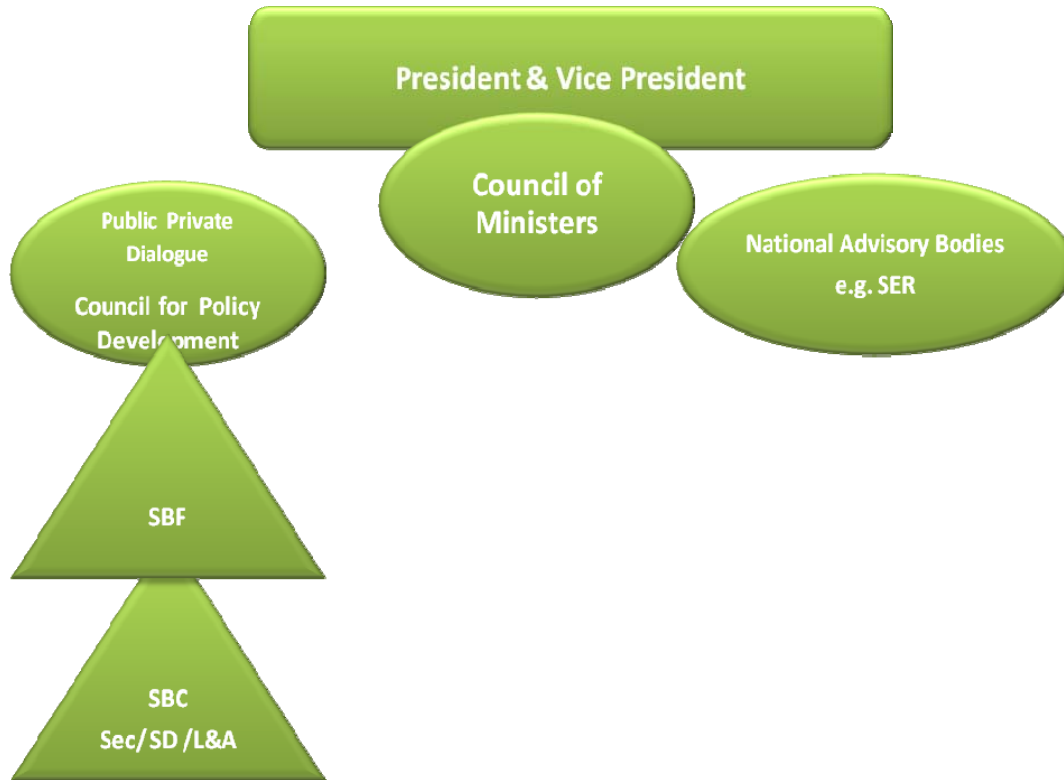 President & Vice President
Council of
Ministers
Public Private
Dialogue
Council for Policy
Development
National Advisory Bodies
e.g. SER
SBF
SBC
Sec/ SD /L&A